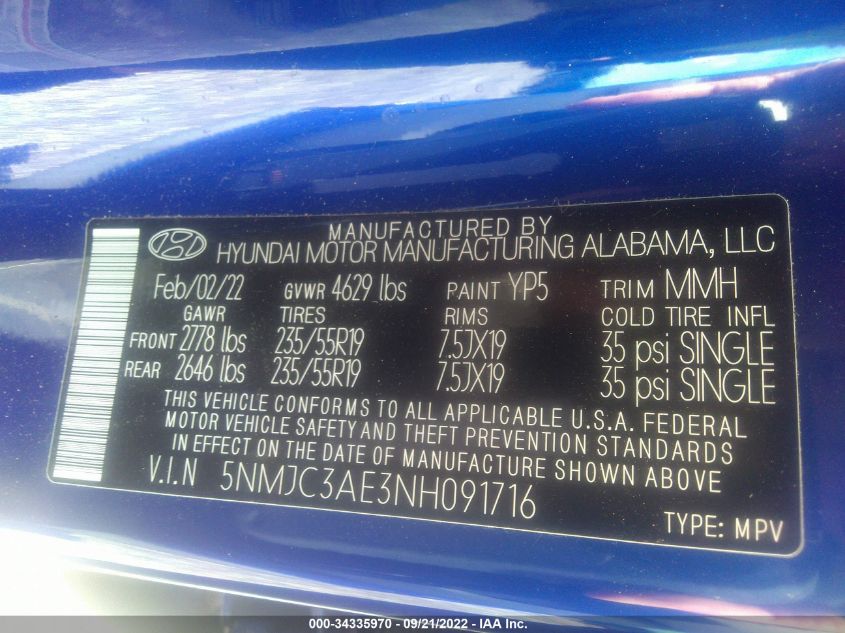 MANUFACTURED BY
HYUNDAI MOTOR MANUFACTURING ALABAMA, LLC
Feb/02/22 GVWR 4629 lbs PAINT YP5 TRIM MMH
GAWR TIRES RIMS COLD TIRE INFL
FRONT 2778 lbs 235/55R19 7.5JX19 35 psi SINGLE
REAR 2646 lbs 235/55R19 7.5JX19 35 psi SINGLE
THIS VEHICLE CONFORMS TO ALL APPLICABLE U.S.A. FEDERAL
MOTOR VEHICLE SAFETY AND THEFT PREVENTION STANDARDS
IN EFFECT ON THE DATE OF MANUFACTURE SHOWN ABOVE
V.I.N 5NMJC3AE3NH091716
TYPE: MPV
000-34335970 - 09/21/2022 - IAA Inc.